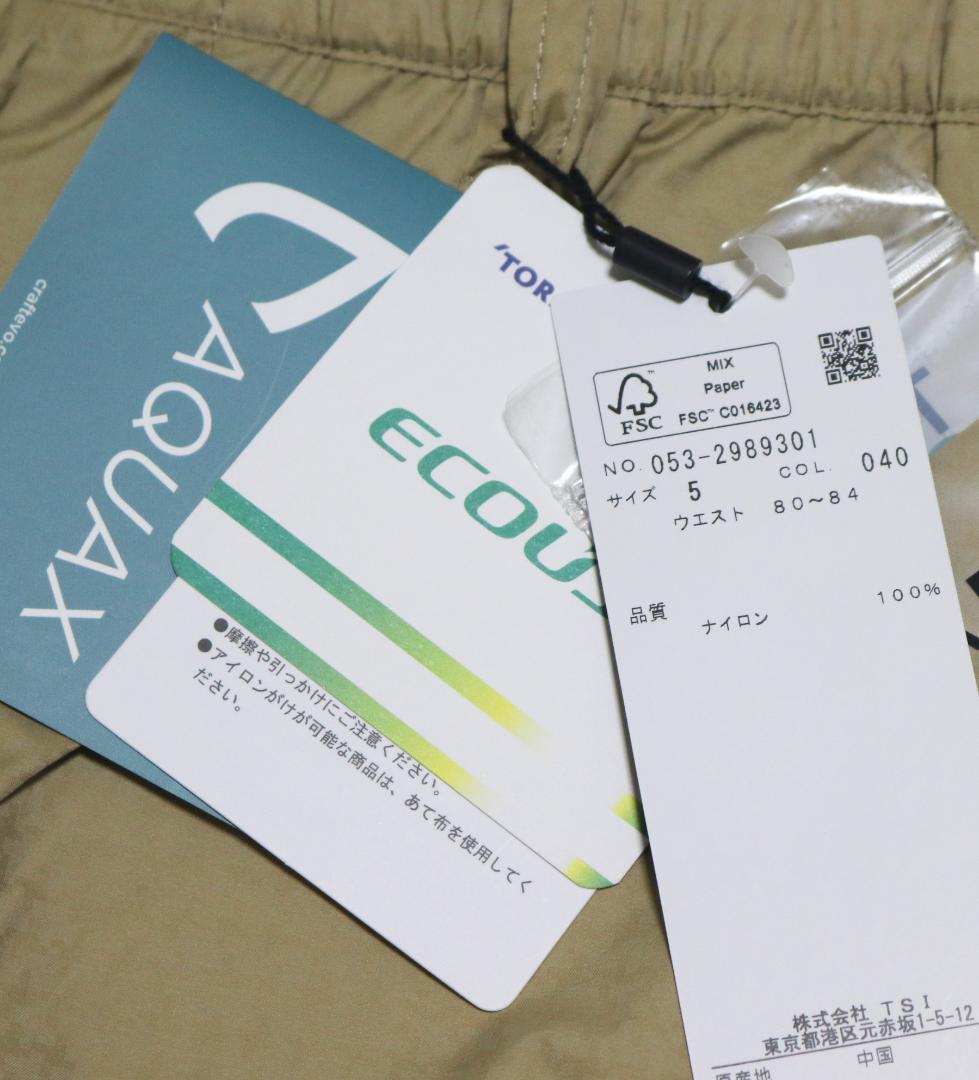 craftevo.c
AQUAX
'TOR
ECOU
●摩擦や引っかけにご注意ください。
●アイロンがけが可能な商品は、あて布を使用してく
ださい。
FSC™
MIX
Paper
FSC™ C016423
NO. 053-2989301
COL. 040
サイズ 5
ウエスト 80～84
品質 ナイロン 100%
株式会社 TSI
東京都港区元赤坂1-5-12
原産地 中国